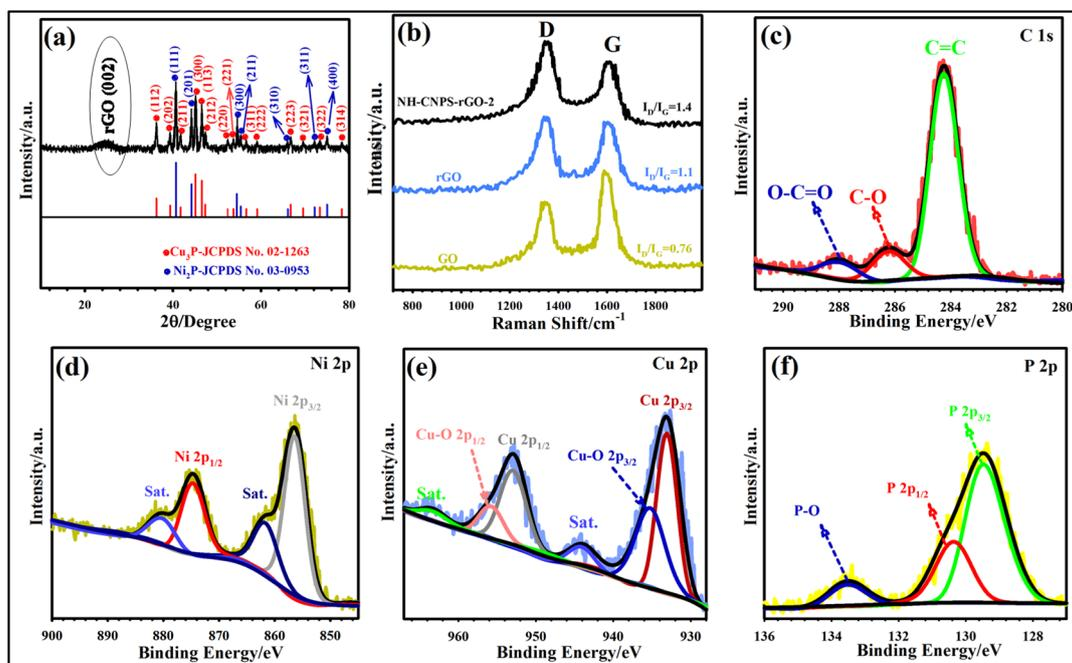 (a)
rGO (002)
(112)
(202)
(111)
(211)
(201)
(300)
(113)
(212)
(220)
(221)
(300)
(211)
(311)
(222)
(310)
(223)
(321)
(311)
(322)
(400)
(314)
Cu₃P-JCPDS No. 02-1263
Ni₂P-JCPDS No. 03-0953
Intensity/a.u.
20 40 60 80
2θ/Degree
(b)
D
G
NH-CNPS-rGO-2
I_D/I_G=1.4
rGO
I_D/I_G=1.1
GO
I_D/I_G=0.76
Intensity/a.u.
800 1000 1200 1400 1600 1800
Raman Shift/cm⁻¹
(c)
C 1s
C=C
O-C=O
C-O
Intensity/a.u.
290 288 286 284 282 280
Binding Energy/eV
(d)
Ni 2p
Ni 2p₃/₂
Ni 2p₁/₂
Sat.
Sat.
Intensity/a.u.
900 890 880 870 860 850
Binding Energy/eV
(e)
Cu 2p
Cu 2p₃/₂
Cu-O 2p₁/₂
Cu 2p₁/₂
Cu-O 2p₃/₂
Sat.
Sat.
Intensity/a.u.
960 950 940 930
Binding Energy/eV
(f)
P 2p
P 2p₃/₂
P 2p₁/₂
P-O
Intensity/a.u.
136 134 132 130 128
Binding Energy/eV